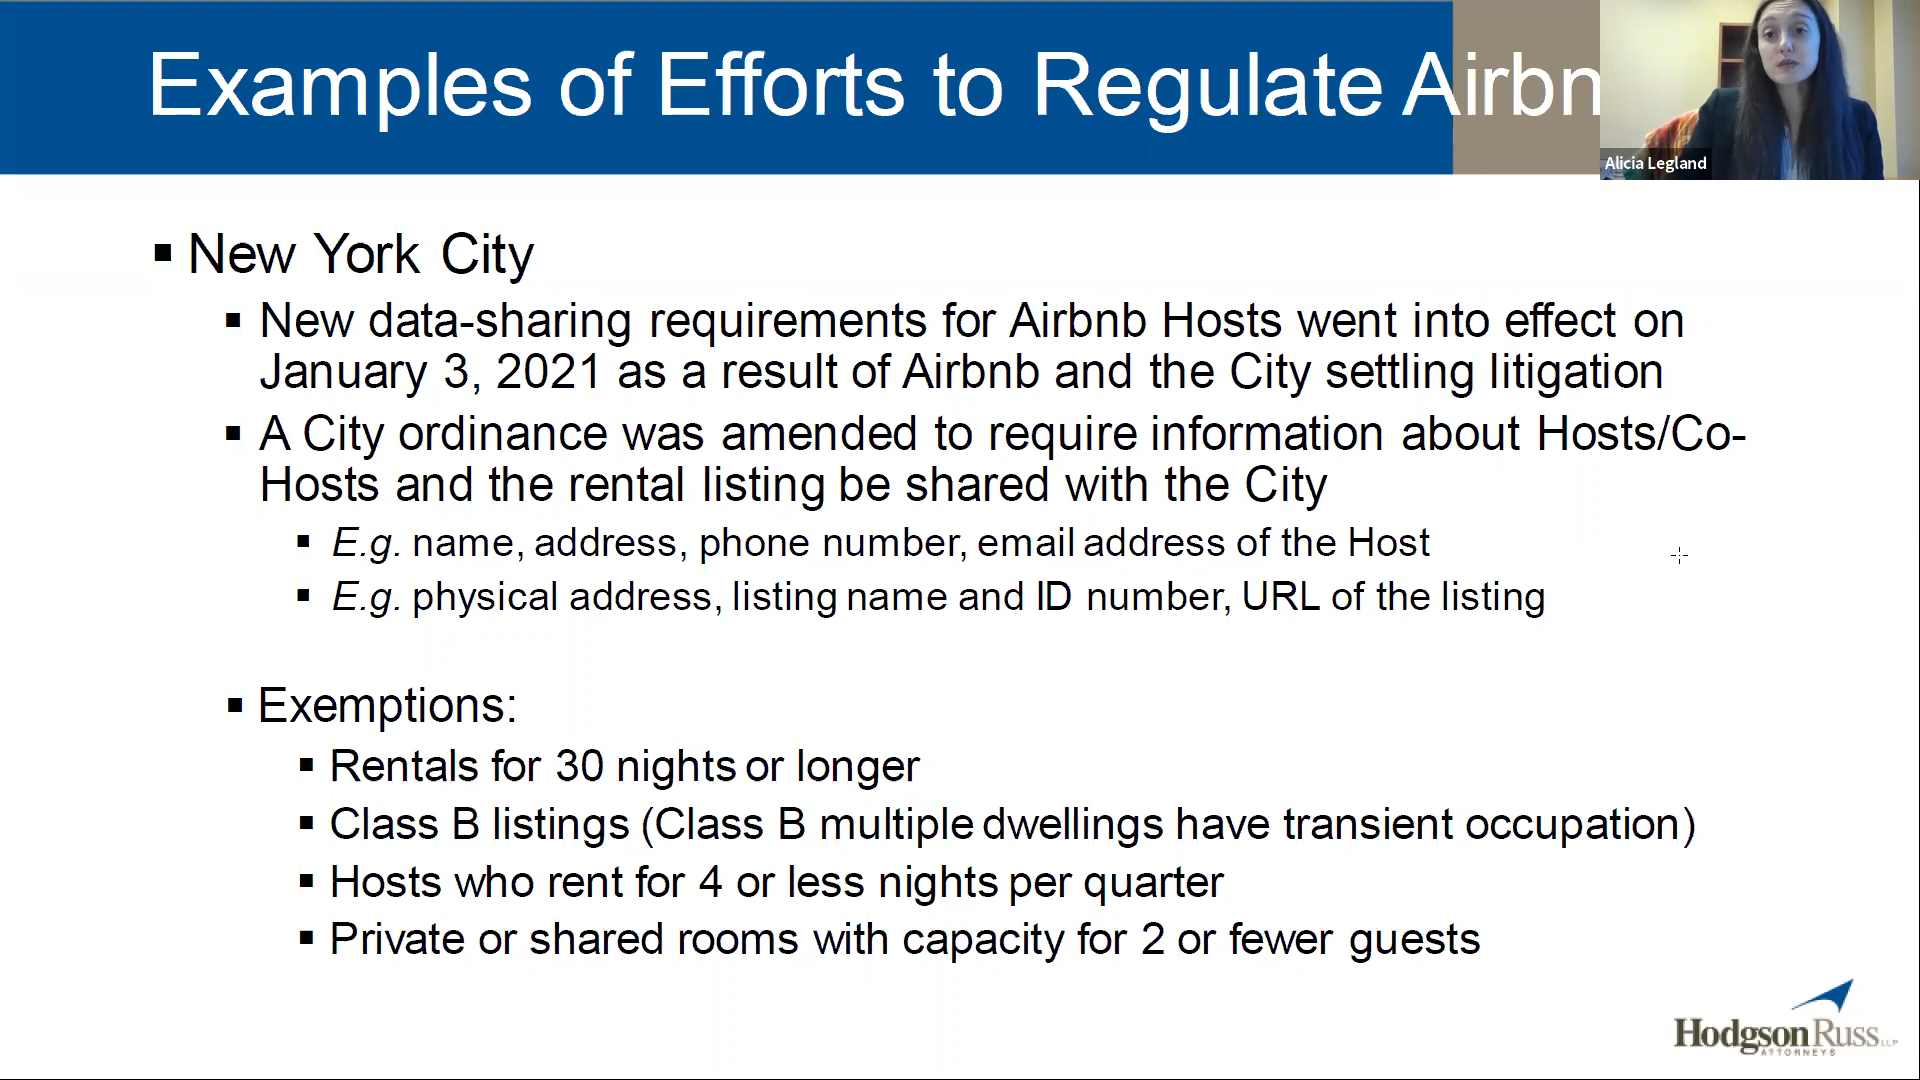 Examples of Efforts to Regulate Airbn
Alicia Legland
New York City
New data-sharing requirements for Airbnb Hosts went into effect on
January 3, 2021 as a result of Airbnb and the City settling litigation
A City ordinance was amended to require information about Hosts/Co-
Hosts and the rental listing be shared with the City
E.g. name, address, phone number, email address of the Host
E.g. physical address, listing name and ID number, URL of the listing
Exemptions:
Rentals for 30 nights or longer
Class B listings (Class B multiple dwellings have transient occupation)
Hosts who rent for 4 or less nights per quarter
Private or shared rooms with capacity for 2 or fewer guests
HodgsonRuss LLP
ATTORNEYS